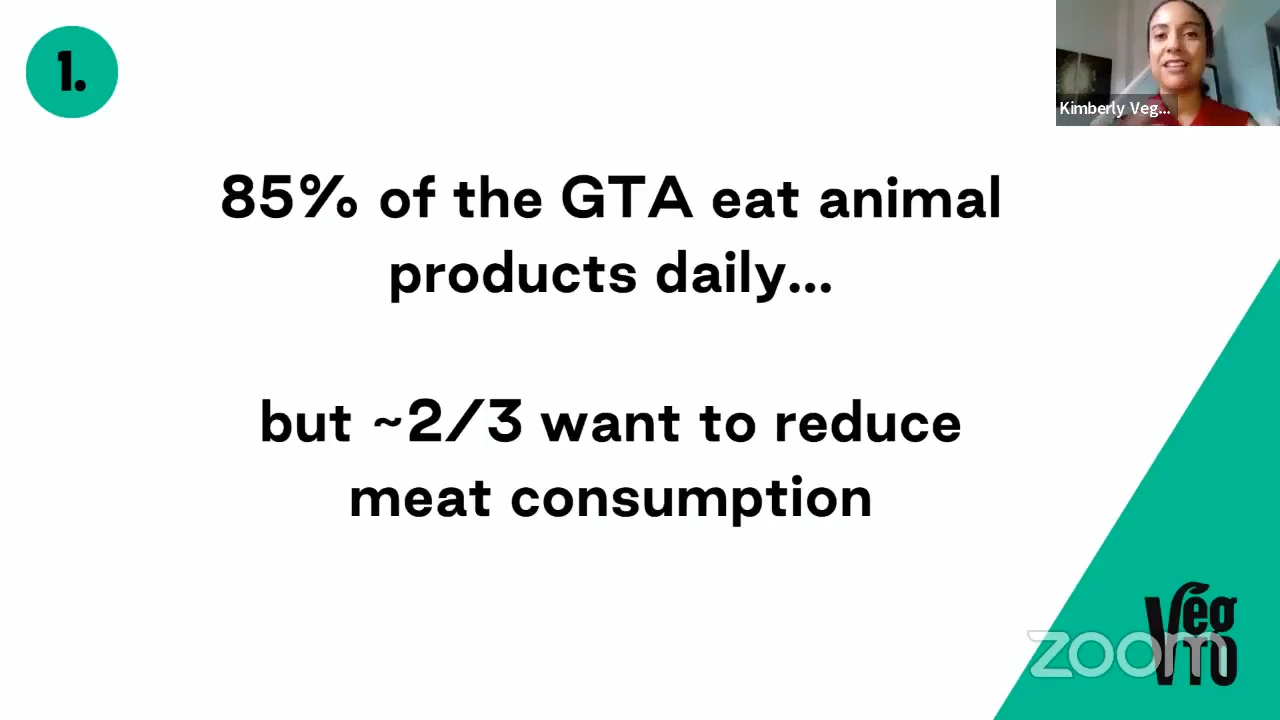 1.
Kimberly Veg...
85% of the GTA eat animal
products daily...
but ~2/3 want to reduce
meat consumption
Veg
TO
zoom